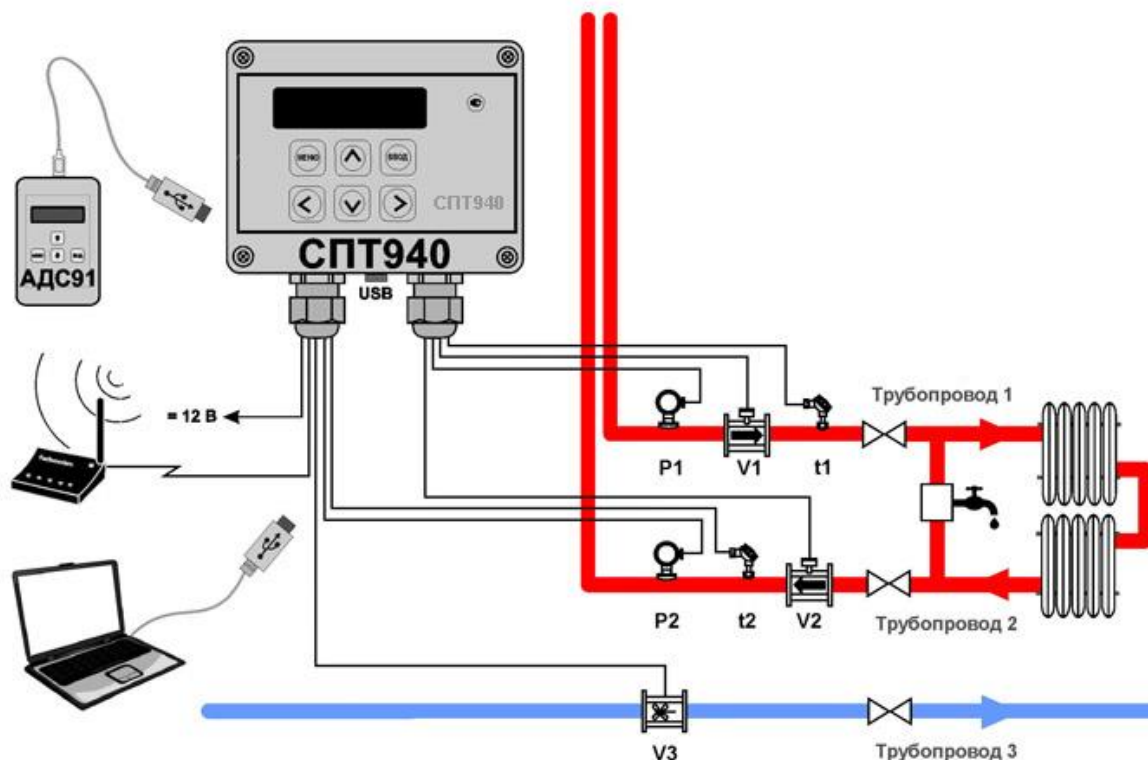 МЕНЮ
ВВОД
СПТ940
СПТ940
USB
АДС91
= 12 В
P1
V1
t1
Трубопровод 1
P2
t2
V2
Трубопровод 2
V3
Трубопровод 3